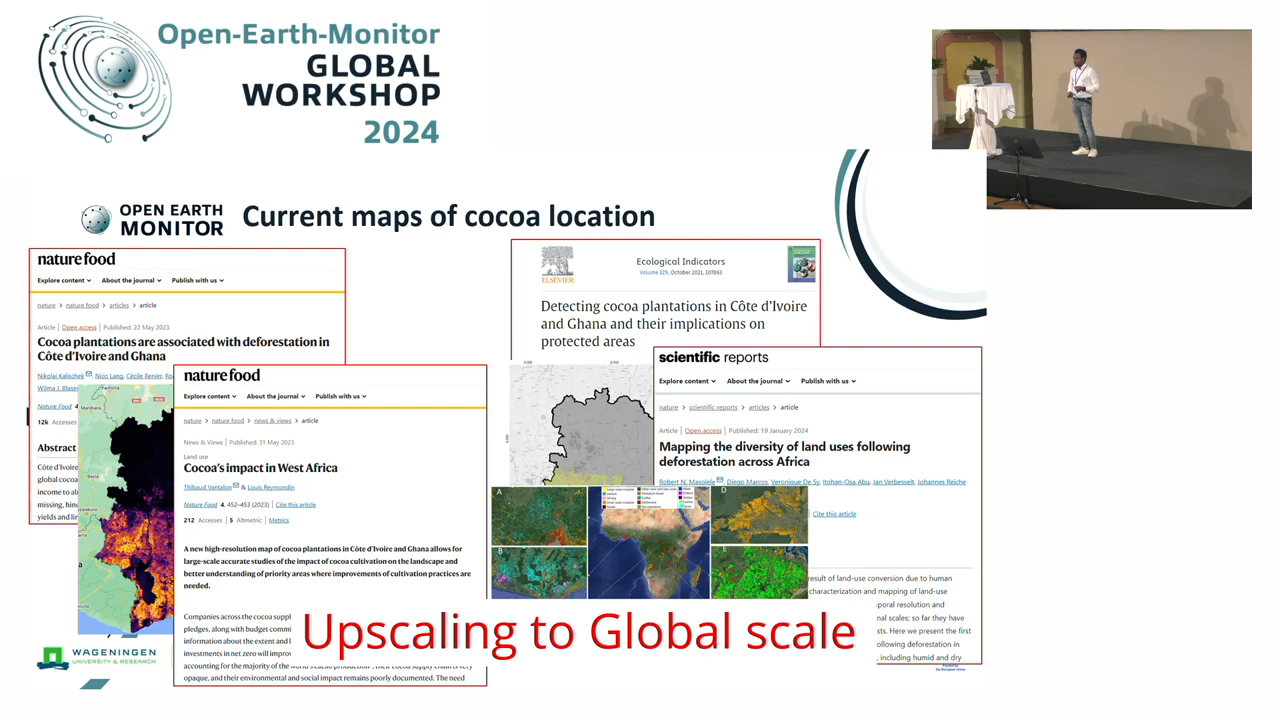 Open-Earth-Monitor
GLOBAL
WORKSHOP
2024
OPEN EARTH
MONITOR
Current maps of cocoa location
nature food
Explore content
About the journal
Publish with us
nature > nature food > articles > article
Article | Open access | Published: 22 May 2023
Cocoa plantations are associated with deforestation in
Côte d'Ivoire and Ghana
Nikolai Kalischek, Nico Lang, Cécile Renier,
Wilma J. Blaser
Nature Food 4,
12k Accesses
Abstract
Côte d'Ivoire
global cocoa
income to
missing,
yields and
nature food
Explore content
About the journal
Publish with us
nature > nature food > news & views > article
News & Views | Published: 31 May 2023
Land use
Cocoa's impact in West Africa
Thibaud Vantalon & Louis Reymondin
Nature Food 4, 452–453 (2023) | Cite this article
212 Accesses | 5 Altmetric | Metrics
A new high-resolution map of cocoa plantations in Côte d'Ivoire and Ghana allows for
large-scale accurate studies of the impact of cocoa cultivation on the landscape and
better understanding of priority areas where improvements of cultivation practices are
needed.
Companies across the cocoa
pledges, along with budget
information about the extent and
investments in net zero will
accounting for the majority of the world's cacao production, their cocoa supply chain is very
opaque, and their environmental and social impact remains poorly documented. The need
ELSEVIER
Ecological Indicators
Volume 129, October 2021, 107863
Detecting cocoa plantations in Côte d'Ivoire
and Ghana and their implications on
protected areas
scientific reports
Explore content
About the journal
Publish with us
nature > scientific reports > articles > article
Article | Open access | Published: 19 January 2024
Mapping the diversity of land uses following
deforestation across Africa
Robert N. Masolele, Diego Marcos, Veronique De Sy, Itohan-Osa Abu, Jan Verbesselt, Johannes Reiche
Cite this article
result of land-use conversion due to human
characterization and mapping of land-use
resolution and
scales; so far they have
Here we present the first
following deforestation in
, including humid and dry
A
B
D
E
Upscaling to Global scale
WAGENINGEN
UNIVERSITY & RESEARCH